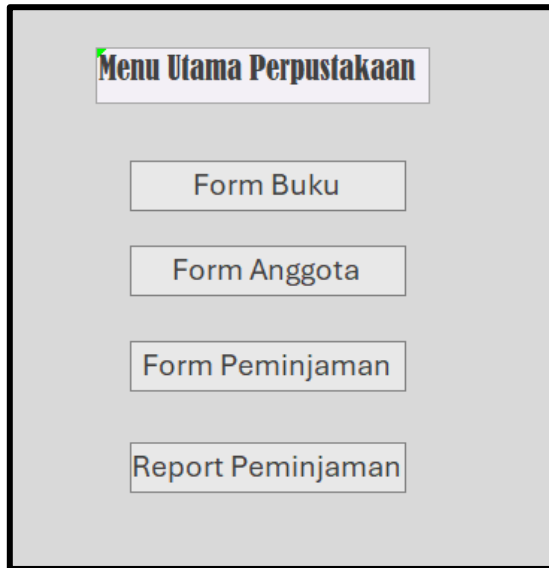 Menu Utama Perpustakaan
Form Buku
Form Anggota
Form Peminjaman
Report Peminjaman